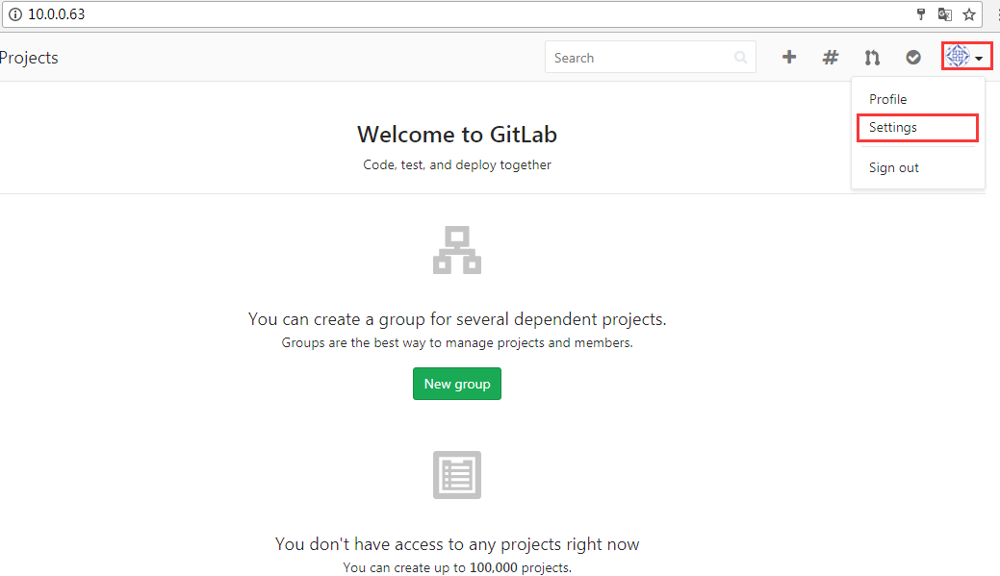 10.0.0.63
Projects
Search
Profile
Settings
Sign out
Welcome to GitLab
Code, test, and deploy together
You can create a group for several dependent projects.
Groups are the best way to manage projects and members.
New group
You don't have access to any projects right now
You can create up to 100,000 projects.